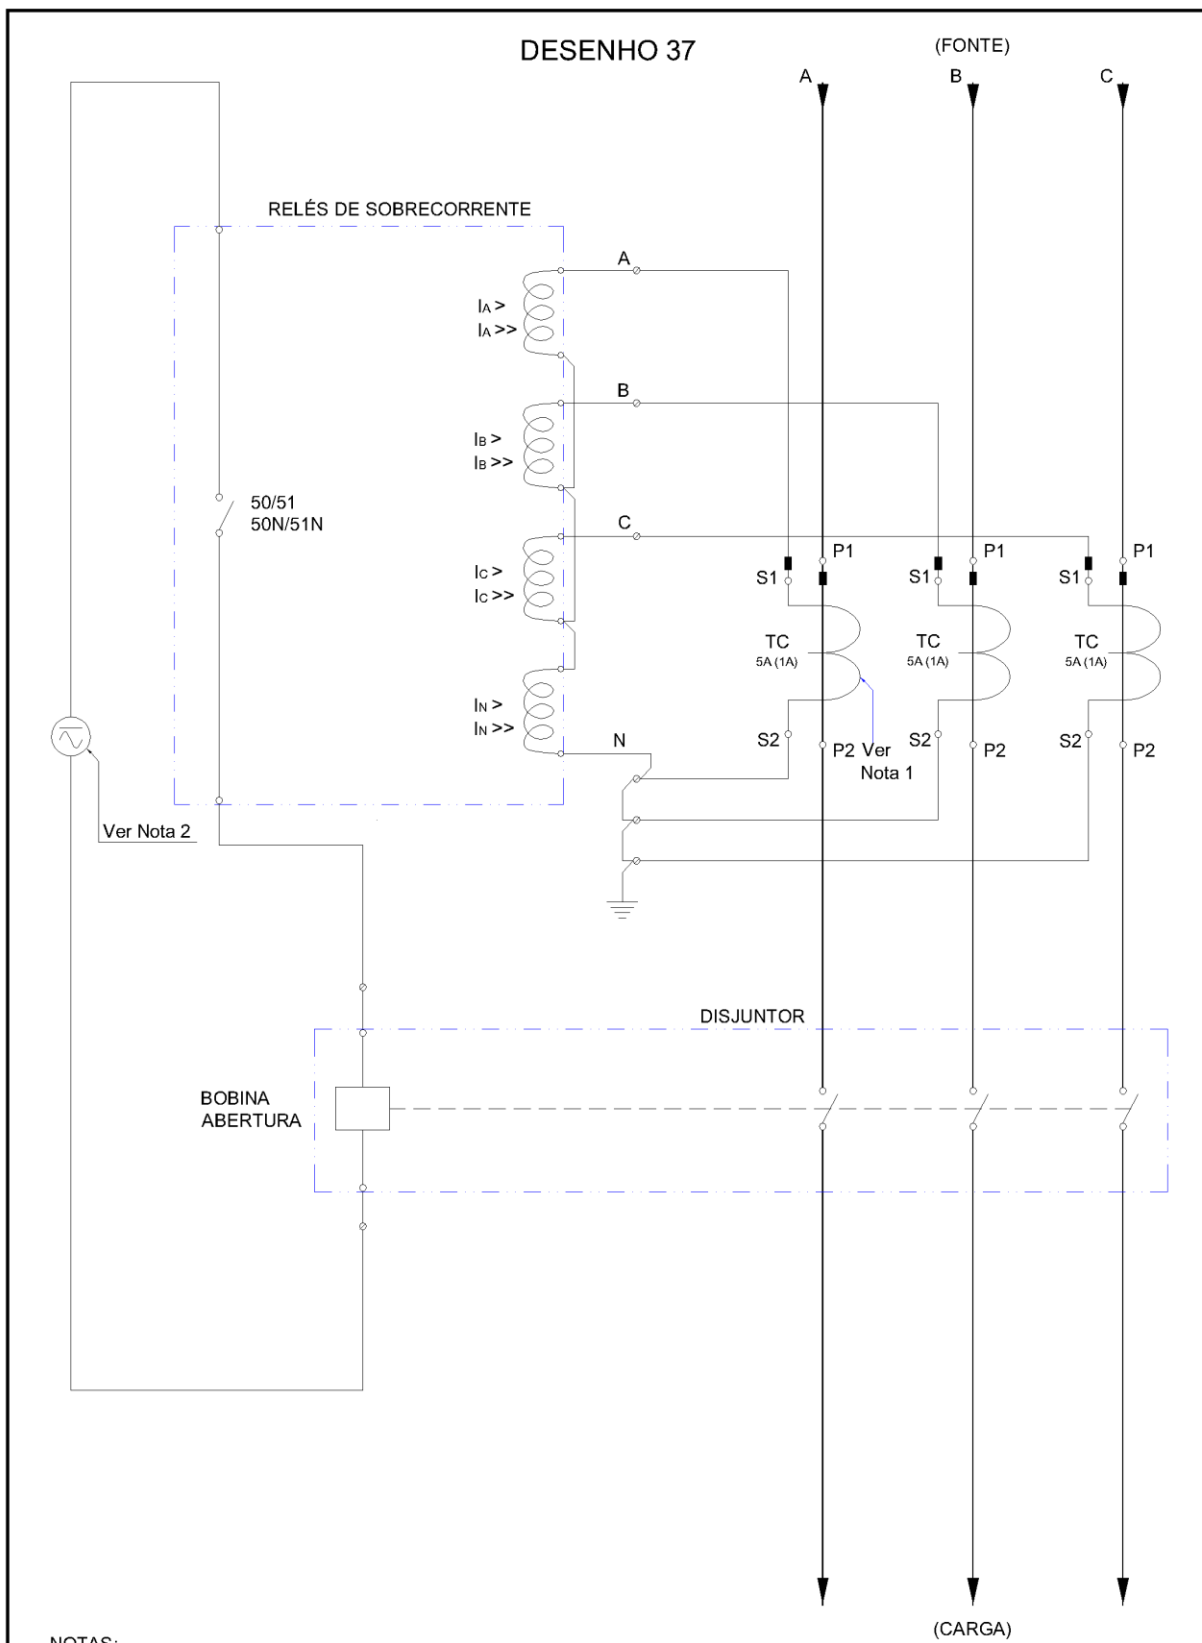 DESENHO 37
(FONTE)
A
B
C
RELÉS DE SOBRECORRENTE
A
IA >
IA >>
B
IB >
IB >>
50/51
50N/51N
C
IC >
IC >>
P1
P1
P1
S1
S1
S1
TC
5A (1A)
TC
5A (1A)
TC
5A (1A)
IN >
IN >>
N
S2
P2
S2
P2
S2
P2
Ver
Nota 1
Ver Nota 2
DISJUNTOR
BOBINA
ABERTURA
(CARGA)
NOTAS: